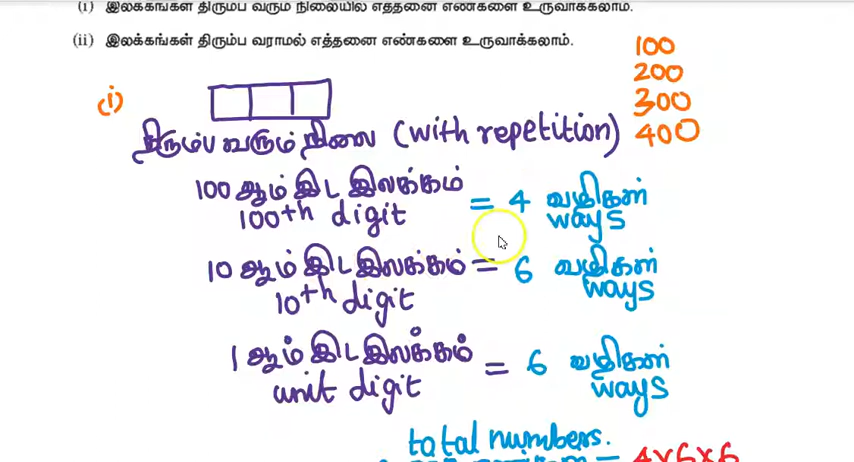 (i) இலக்கங்கள் திரும்ப வரும் நிலையில் எத்தனை எண்களை உருவாக்கலாம்.
(ii) இலக்கங்கள் திரும்ப வராமல் எத்தனை எண்களை உருவாக்கலாம்.
100
200
300
400
(i)
திரும்ப வரும் நிலை (with repetition)
100 ஆம் இட இலக்கம்
100th digit
= 4 வழிகள்
ways
10 ஆம் இட இலக்கம் = 6 வழிகள்
10th digit
ways
1 ஆம் இட இலக்கம்
unit digit
= 6 வழிகள்
ways
total numbers.
= 4x6x6